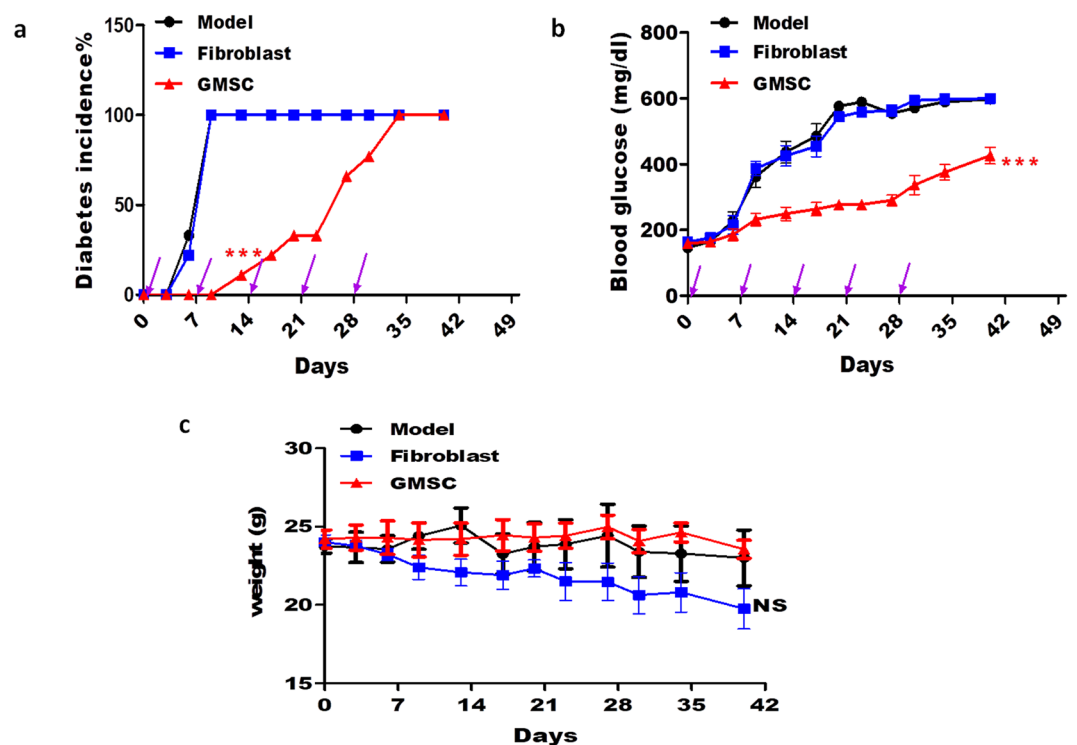 a
Model
Fibroblast
GMSC
Diabetes incidence%
150
100
50
0
***
0 7 14 21 28 35 42 49
Days
b
Model
Fibroblast
GMSC
Blood glucose (mg/dl)
800
600
400
200
0
***
0 7 14 21 28 35 42 49
Days
c
Model
Fibroblast
GMSC
weight (g)
30
25
20
15
NS
0 7 14 21 28 35 42
Days